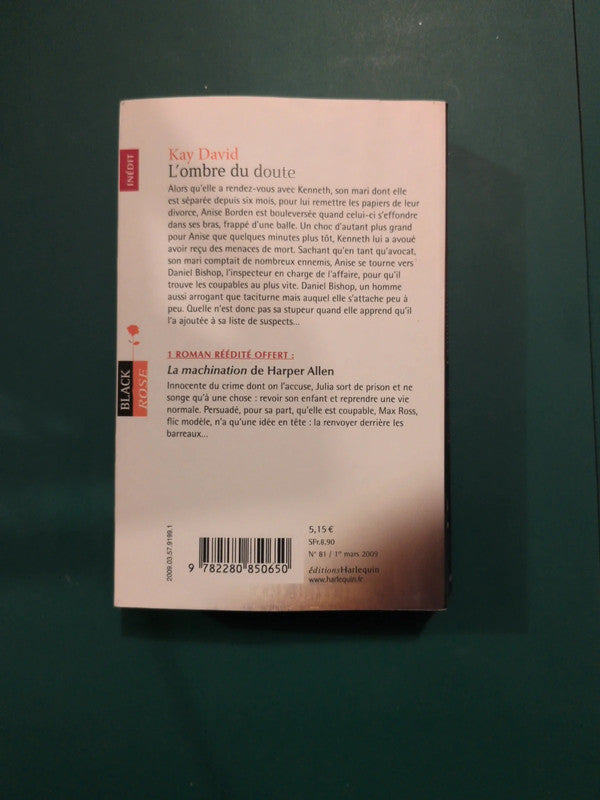 INÉDIT
Kay David
L'ombre du doute
Alors qu'elle a rendez-vous avec Kenneth, son mari dont elle
est séparée depuis six mois, pour lui remettre les papiers de leur
divorce, Anise Borden est bouleversée quand celui-ci s'effondre
dans ses bras, frappé d'une balle. Un choc d'autant plus grand
pour Anise que quelques minutes plus tôt, Kenneth lui a avoué
avoir reçu des menaces de mort. Sachant qu'en tant qu'avocat,
son mari comptait de nombreux ennemis, Anise se tourne vers
Daniel Bishop, l'inspecteur en charge de l'affaire, pour qu'il
trouve les coupables au plus vite. Daniel Bishop, un homme
aussi arrogant que taciturne mais auquel elle s'attache peu à
peu. Quelle n'est donc pas sa stupeur quand elle apprend qu'il
l'a ajoutée à sa liste de suspects...
1 ROMAN RÉÉDITÉ OFFERT :
La machination de Harper Allen
Innocente du crime dont on l'accuse, Julia sort de prison et ne
songe qu'à une chose : revoir son enfant et reprendre une vie
normale. Persuadé, pour sa part, qu'elle est coupable, Max Ross,
flic modèle, n'a qu'une idée en tête : la renvoyer derrière les
barreaux...
BLACK
ROSE
2009.03.57.9199.1
9 782280 850650
5,15 €
SFr.8,90
N° 81 / 1er mars 2009
éditionsHarlequin
www.harlequin.fr